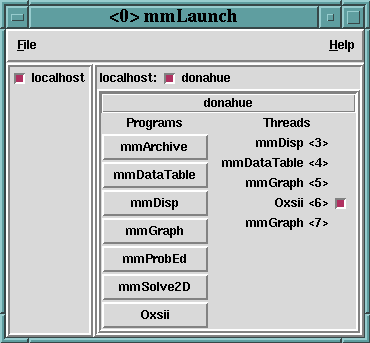 <0> mmLaunch
File Help
localhost localhost: donahue
donahue
Programs Threads
mmArchive mmDisp <3>
mmDataTable mmDataTable <4>
mmDisp mmGraph <5>
mmGraph Oxsii <6>
mmProbEd mmGraph <7>
mmSolve2D
Oxsii